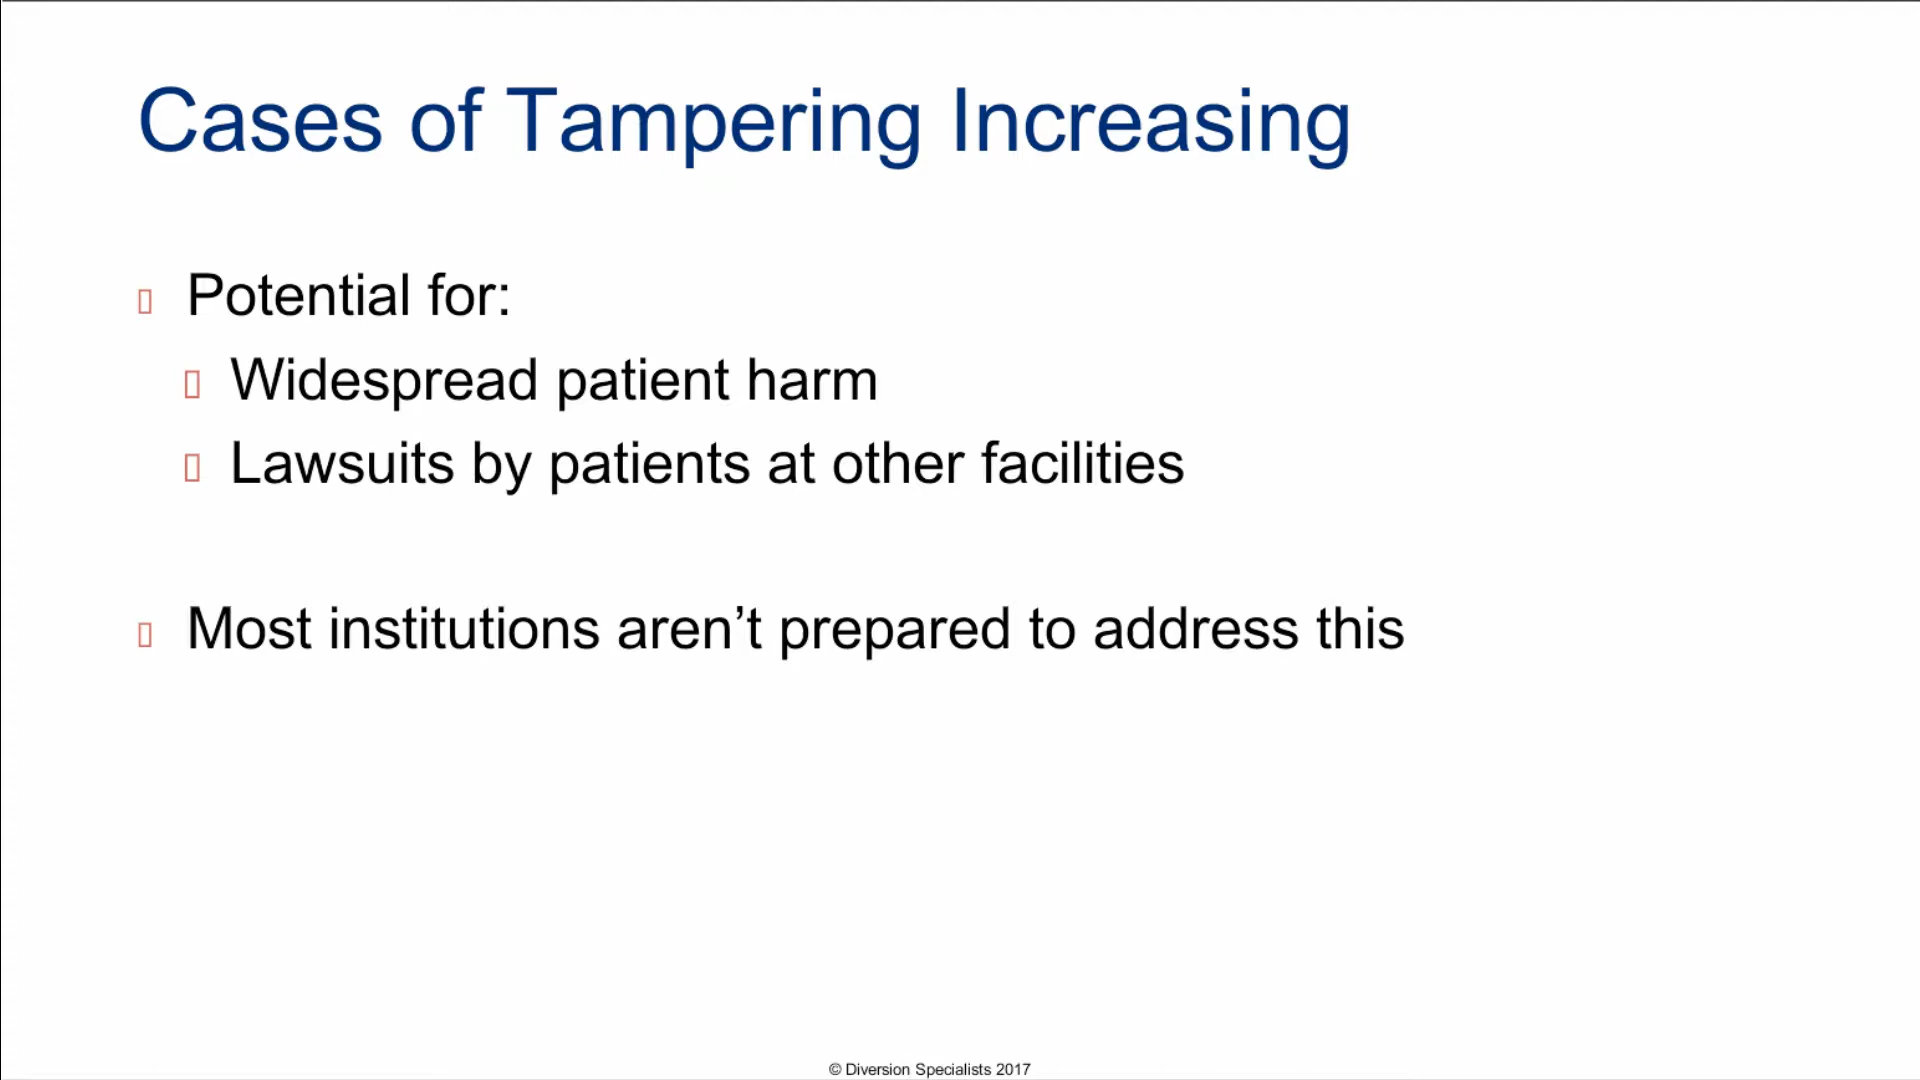 Cases of Tampering Increasing
Potential for:
Widespread patient harm
Lawsuits by patients at other facilities
Most institutions aren’t prepared to address this
© Diversion Specialists 2017